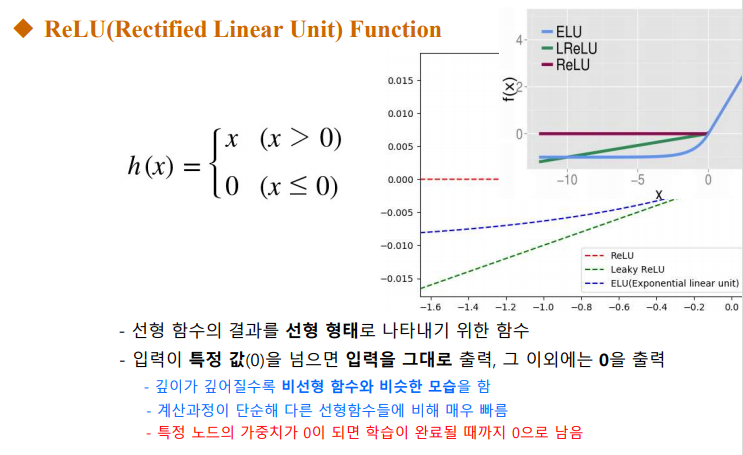 ◆ ReLU(Rectified Linear Unit) Function
h(x) = { x (x > 0)
0 (x ≤ 0)
ELU
LReLU
ReLU
f(x)
4
2
0
-10 -5 0
X
0.015
0.010
0.005
0.000
−0.005
−0.010
−0.015
−1.6 −1.4 −1.2 −1.0 −0.8 −0.6 −0.4 −0.2 0.0
ReLU
Leaky ReLU
ELU(Exponential linear unit)
- 선형 함수의 결과를 선형 형태로 나타내기 위한 함수
- 입력이 특정 값(0)을 넘으면 입력을 그대로 출력, 그 이외에는 0을 출력
- 깊이가 깊어질수록 비선형 함수와 비슷한 모습을 함
- 계산과정이 단순해 다른 선형함수들에 비해 매우 빠름
- 특정 노드의 가중치가 0이 되면 학습이 완료될 때까지 0으로 남음